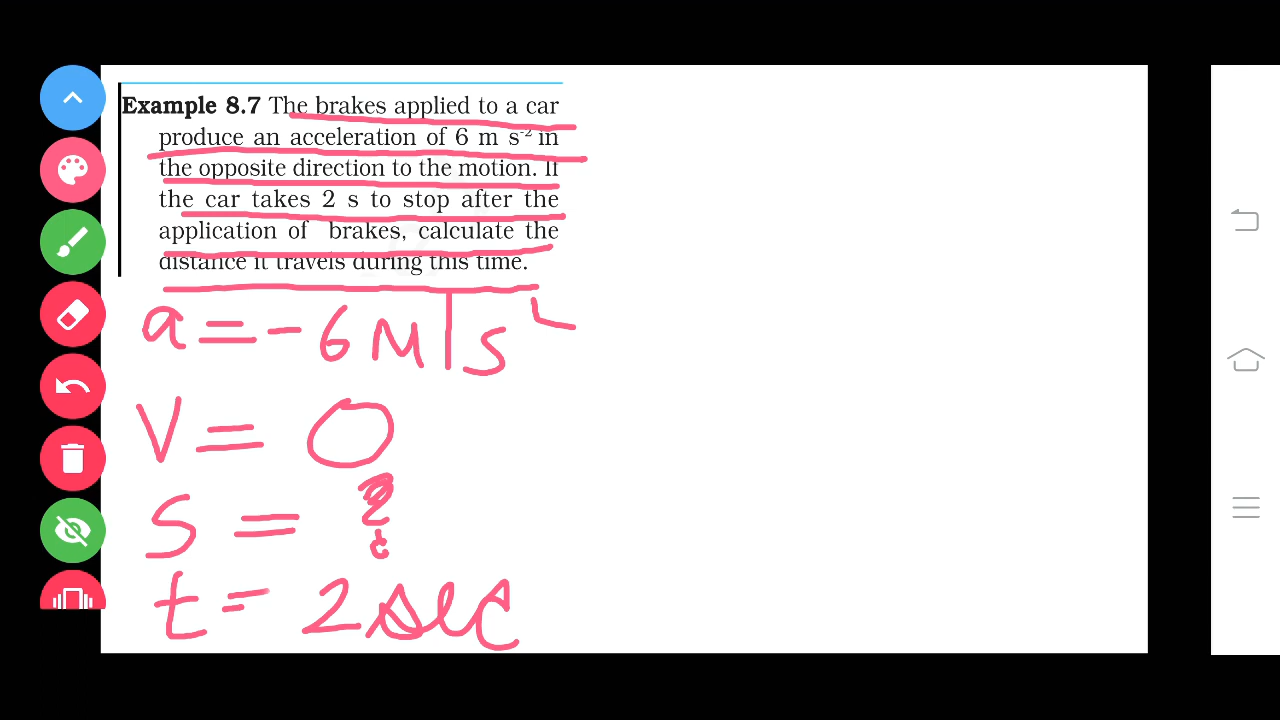 Example 8.7 The brakes applied to a car
produce an acceleration of 6 m s⁻² in
the opposite direction to the motion. If
the car takes 2 s to stop after the
application of brakes, calculate the
distance it travels during this time.
a = -6 M/s²
V = 0
S = ?
t = 2 sec